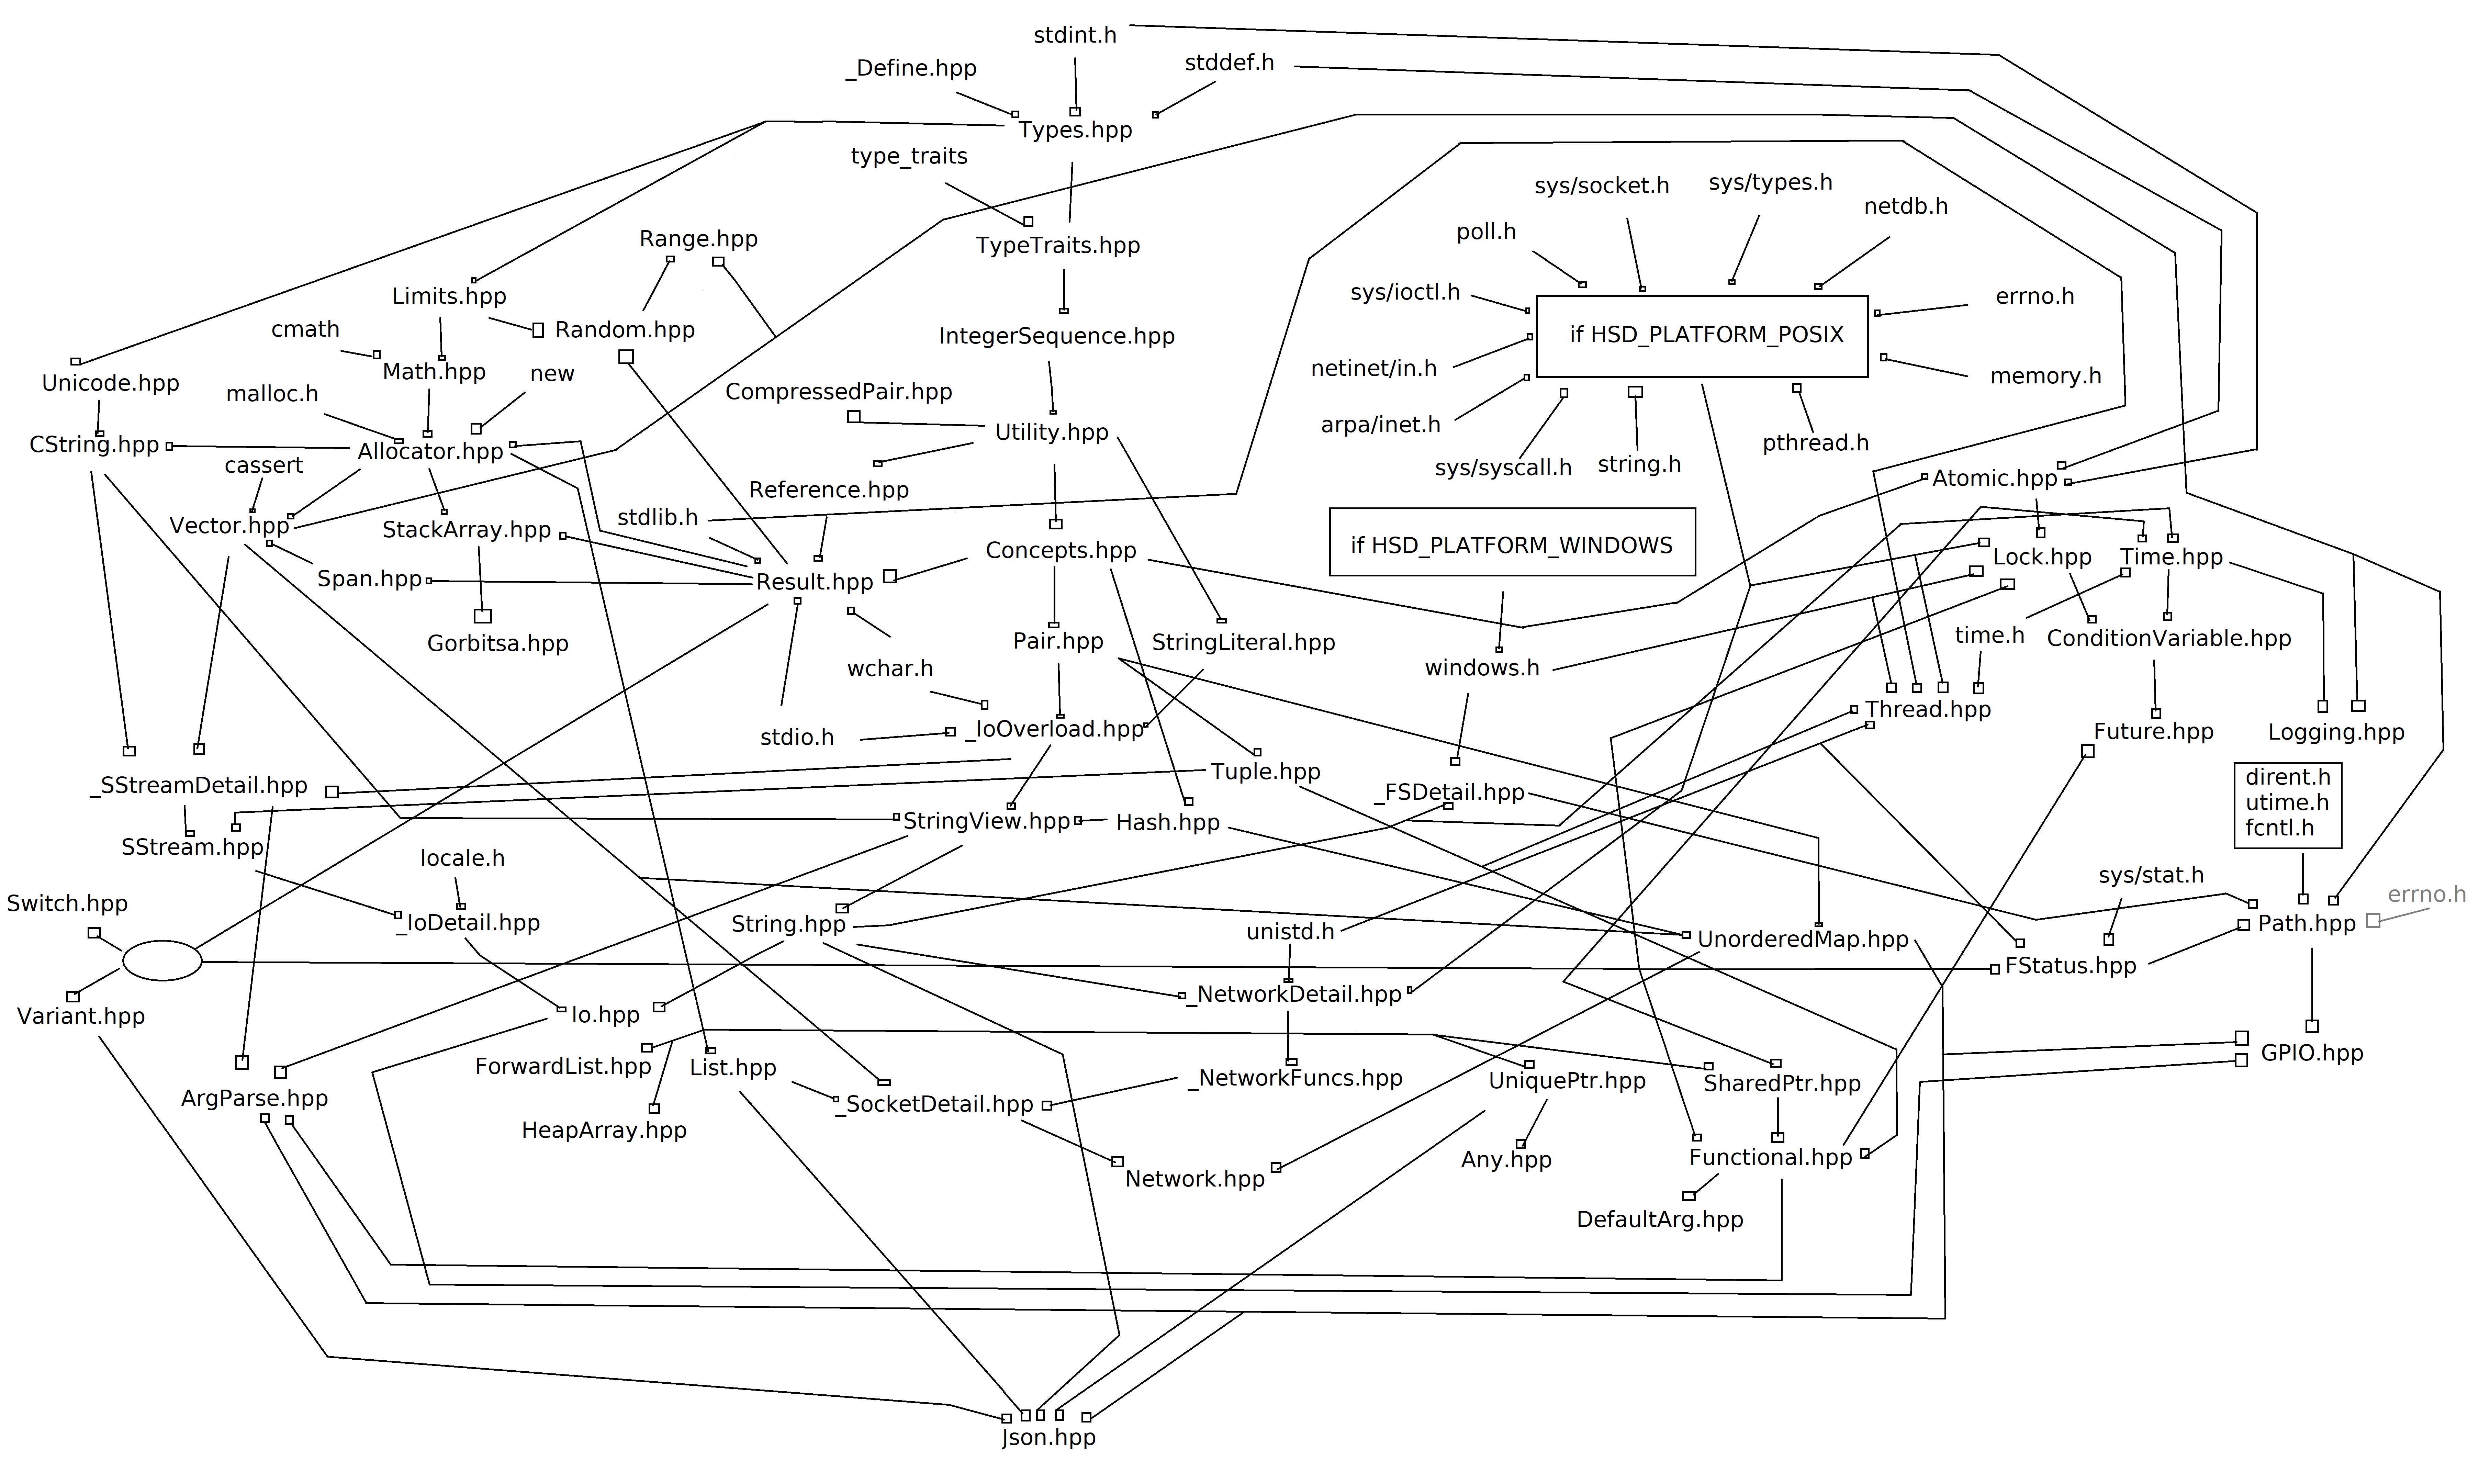 stdint.h
stddef.h
_Define.hpp
Types.hpp
type_traits
sys/socket.h
sys/types.h
netdb.h
poll.h
Range.hpp
TypeTraits.hpp
sys/ioctl.h
errno.h
Limits.hpp
cmath
Random.hpp
IntegerSequence.hpp
if HSD_PLATFORM_POSIX
netinet/in.h
memory.h
Unicode.hpp
Math.hpp
new
malloc.h
CompressedPair.hpp
arpa/inet.h
CString.hpp
Allocator.hpp
Utility.hpp
pthread.h
cassert
sys/syscall.h
string.h
Atomic.hpp
Reference.hpp
Vector.hpp
StackArray.hpp
stdlib.h
Concepts.hpp
if HSD_PLATFORM_WINDOWS
Lock.hpp
Time.hpp
Span.hpp
Result.hpp
Gorbitsa.hpp
Pair.hpp
StringLiteral.hpp
time.h
ConditionVariable.hpp
wchar.h
windows.h
Thread.hpp
stdio.h
_IoOverload.hpp
Future.hpp
Logging.hpp
_SStreamDetail.hpp
Tuple.hpp
_FSDetail.hpp
dirent.h
utime.h
fcntl.h
StringView.hpp
Hash.hpp
SStream.hpp
locale.h
sys/stat.h
errno.h
Switch.hpp
_IoDetail.hpp
String.hpp
unistd.h
UnorderedMap.hpp
Path.hpp
FStatus.hpp
_NetworkDetail.hpp
Variant.hpp
Io.hpp
GPIO.hpp
ForwardList.hpp
List.hpp
_NetworkFuncs.hpp
UniquePtr.hpp
SharedPtr.hpp
ArgParse.hpp
_SocketDetail.hpp
HeapArray.hpp
Any.hpp
Functional.hpp
Network.hpp
DefaultArg.hpp
Json.hpp